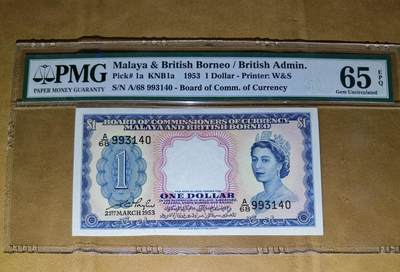 PMG
PAPER MONEY GUARANTY
Malaya & British Borneo / British Admin.
Pick# 1a KNB1a 1953 1 Dollar - Printer: W&S
S/N A/68 993140 - Board of Comm. of Currency
65 EPQ
Gem Uncirculated
$1 BOARD OF COMMISSIONERS OF CURRENCY $1
MALAYA AND BRITISH BORNEO
A/68 993140
1
ONE DOLLAR
21ST MARCH 1953
A/68 993140